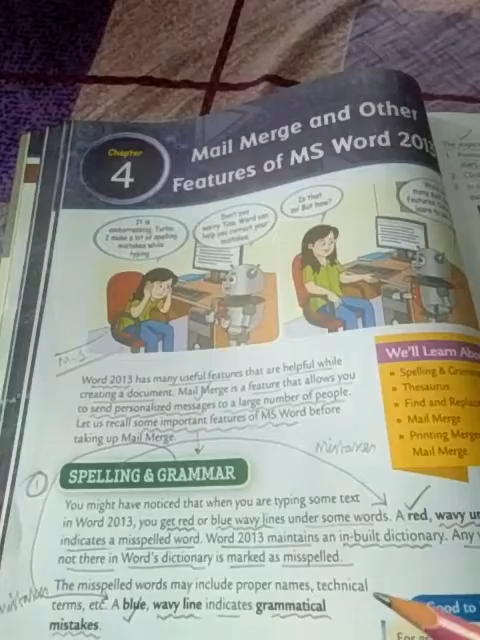 Chapter
4
Mail Merge and Other
Features of MS Word 2013
It is
embarrassing, Turbo.
I make a lot of spelling
mistakes while
typing.
Don't you
worry Tina. Word can
help you correct your
mistakes.
Is that
so! But how?
Word 2013 has many useful features that are helpful while
creating a document. Mail Merge is a feature that allows you
to send personalized messages to a large number of people.
Let us recall some important features of MS Word before
taking up Mail Merge.
We'll Learn Abo
» Spelling & Gramma
» Thesaurus
» Find and Replace
» Mail Merge
» Printing Merge
Mail Merge
Mistaken
1
SPELLING & GRAMMAR
You might have noticed that when you are typing some text
in Word 2013, you get red or blue wavy lines under some words. A red, wavy un
indicates a misspelled word. Word 2013 maintains an in-built dictionary. Any w
not there in Word's dictionary is marked as misspelled.
The misspelled words may include proper names, technical
terms, etc. A blue, wavy line indicates grammatical
mistakes.
mistaken
Good to